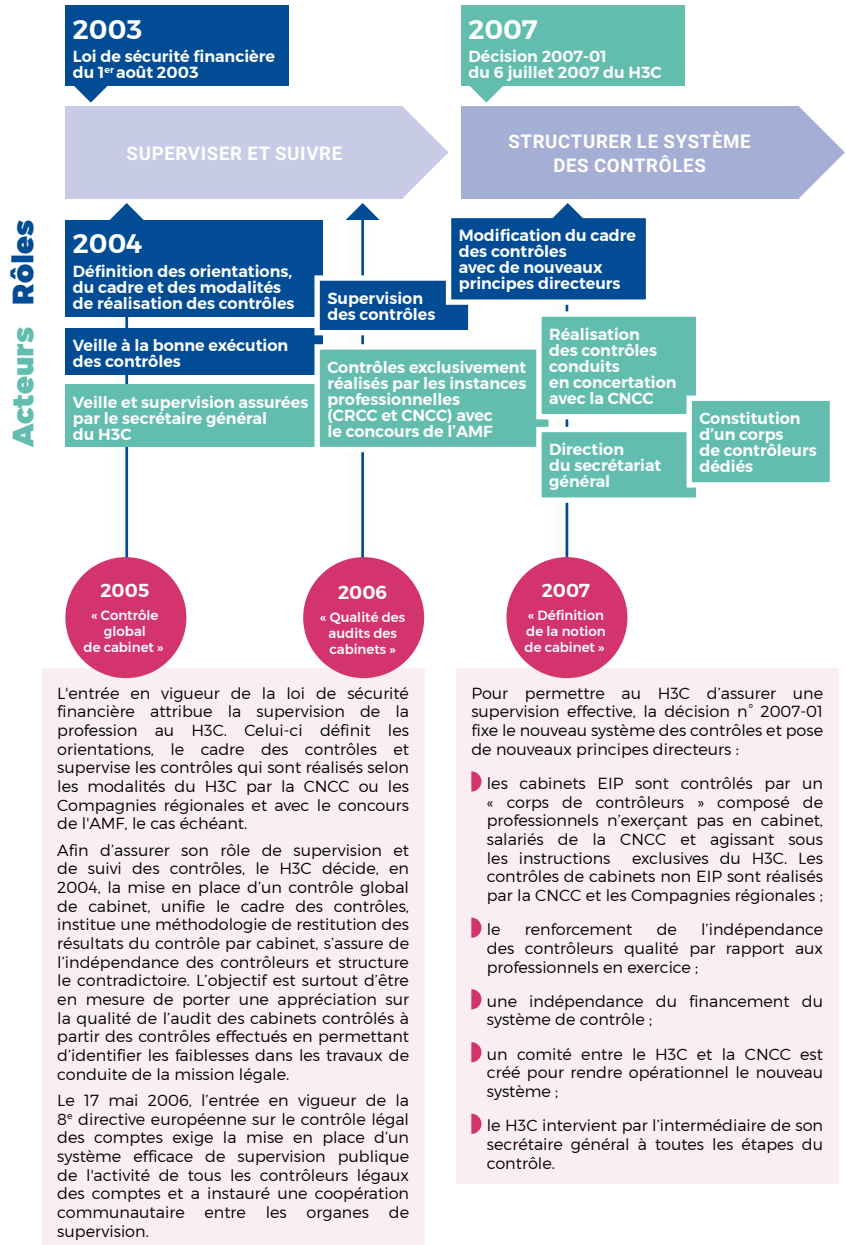 2003
Loi de sécurité financière
du 1er août 2003
2007
Décision 2007-01
du 6 juillet 2007 du H3C
SUPERVISER ET SUIVRE
STRUCTURER LE SYSTÈME
DES CONTRÔLES
Acteurs Rôles
2004
Définition des orientations,
du cadre et des modalités
de réalisation des contrôles
Veille à la bonne exécution
des contrôles
Veille et supervision assurées
par le secrétaire général
du H3C
Supervision
des contrôles
Contrôles exclusivement
réalisés par les instances
professionnelles
(CRCC et CNCC) avec
le concours de l'AMF
Modification du cadre
des contrôles
avec de nouveaux
principes directeurs
Réalisation
des contrôles
conduits
en concertation
avec la CNCC
Direction
du secrétariat
général
Constitution
d'un corps
de contrôleurs
dédiés
2005
« Contrôle
global
de cabinet »
2006
« Qualité des
audits des
cabinets »
2007
« Définition
de la notion
de cabinet »
L'entrée en vigueur de la loi de sécurité
financière attribue la supervision de la
profession au H3C. Celui-ci définit les
orientations, le cadre des contrôles et
supervise les contrôles qui sont réalisés selon
les modalités du H3C par la CNCC ou les
Compagnies régionales et avec le concours
de l'AMF, le cas échéant.
Afin d'assurer son rôle de supervision et
de suivi des contrôles, le H3C décide, en
2004, la mise en place d'un contrôle global
de cabinet, unifie le cadre des contrôles,
institue une méthodologie de restitution des
résultats du contrôle par cabinet, s'assure de
l'indépendance des contrôleurs et structure
le contradictoire. L'objectif est surtout d'être
en mesure de porter une appréciation sur
la qualité de l'audit des cabinets contrôlés à
partir des contrôles effectués en permettant
d'identifier les faiblesses dans les travaux de
conduite de la mission légale.
Le 17 mai 2006, l'entrée en vigueur de la
8e directive européenne sur le contrôle légal
des comptes exige la mise en place d'un
système efficace de supervision publique
de l'activité de tous les contrôleurs légaux
des comptes et a instauré une coopération
communautaire entre les organes de
supervision.
Pour permettre au H3C d'assurer une
supervision effective, la décision n° 2007-01
fixe le nouveau système des contrôles et pose
de nouveaux principes directeurs :
les cabinets EIP sont contrôlés par un
« corps de contrôleurs » composé de
professionnels n'exerçant pas en cabinet,
salariés de la CNCC et agissant sous
les instructions exclusives du H3C. Les
contrôles de cabinets non EIP sont réalisés
par la CNCC et les Compagnies régionales ;
le renforcement de l'indépendance
des contrôleurs qualité par rapport aux
professionnels en exercice ;
une indépendance du financement du
système de contrôle ;
un comité entre le H3C et la CNCC est
créé pour rendre opérationnel le nouveau
système ;
le H3C intervient par l'intermédiaire de son
secrétaire général à toutes les étapes du
contrôle.